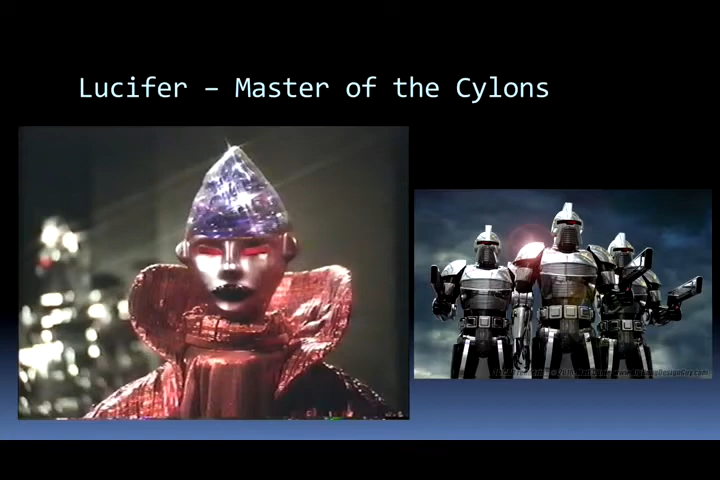 Lucifer – Master of the Cylons